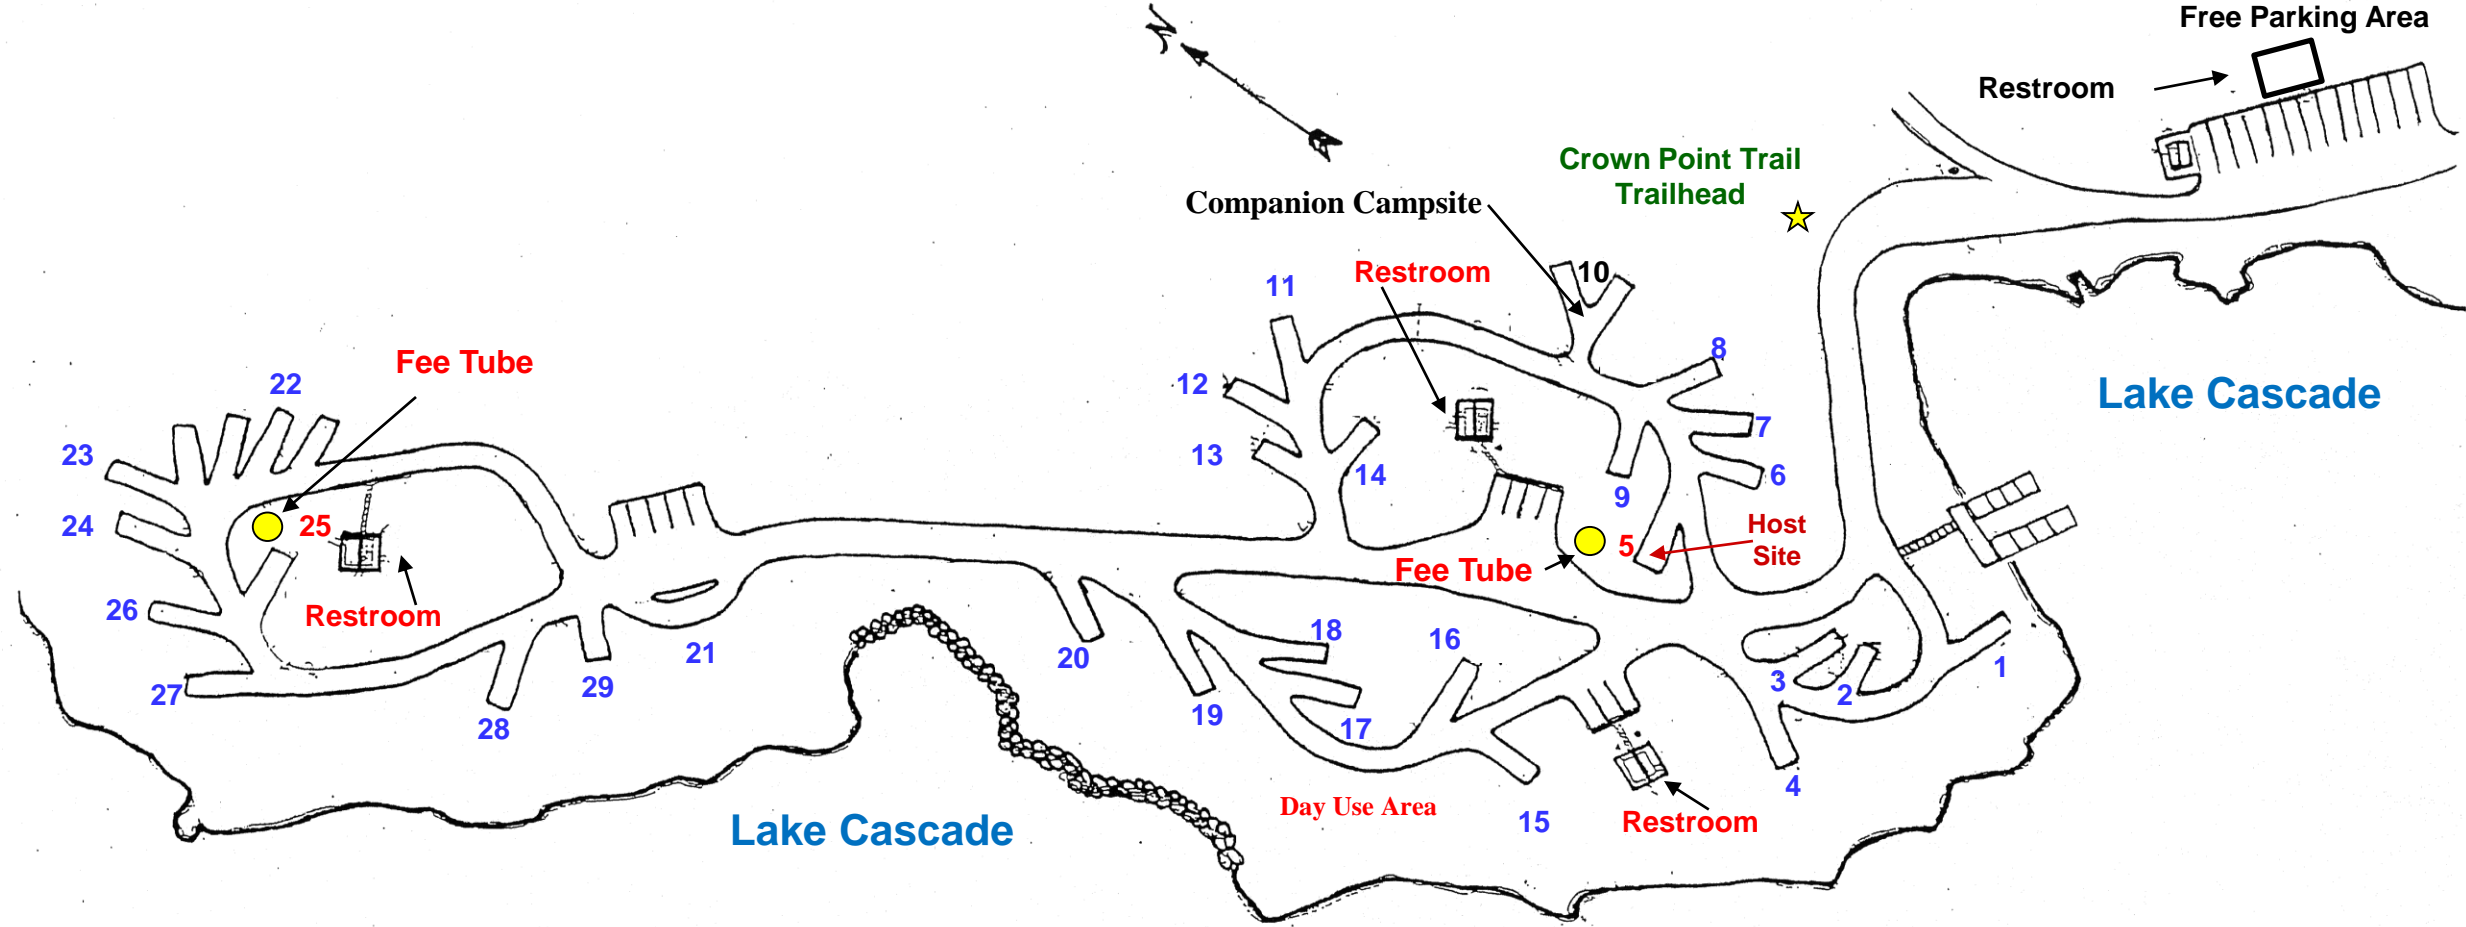 Free Parking Area
N
Restroom
Crown Point Trail
Trailhead
Companion Campsite
Restroom
10
11
8
Fee Tube
22
12
Lake Cascade
7
23
13
14
6
9
24
25
Host
Site
5
Fee Tube
26
Restroom
18
16
21
20
1
27
29
3
2
19
17
28
4
Day Use Area
15
Restroom
Lake Cascade